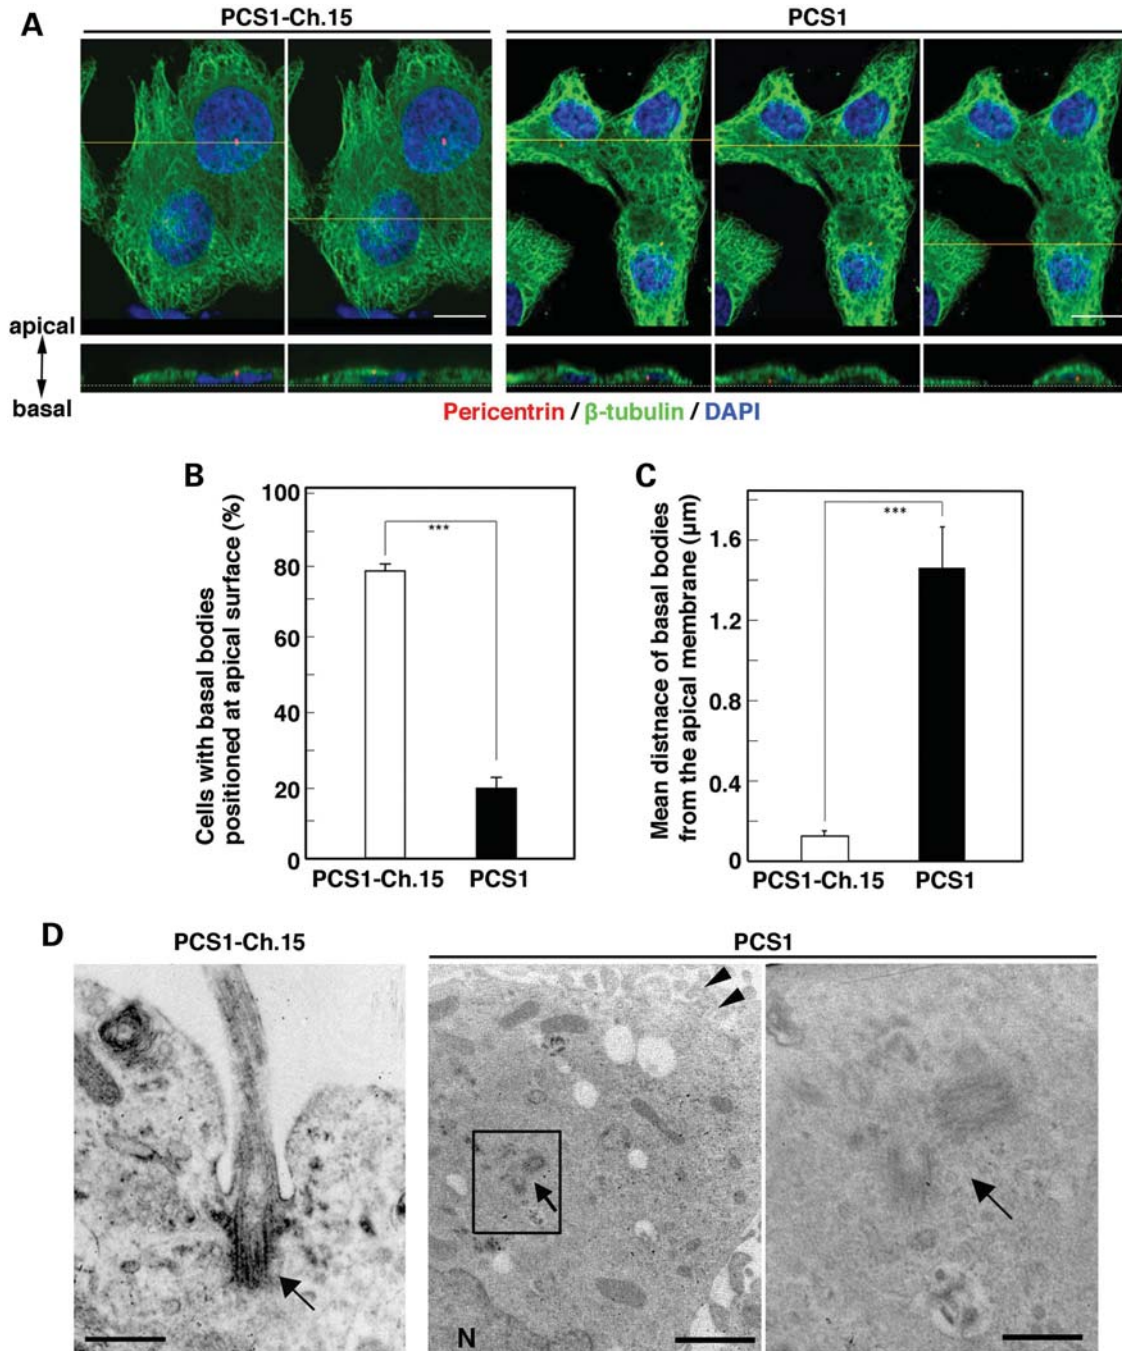 A
PCS1-Ch.15
PCS1
apical
basal
Pericentrin / β-tubulin / DAPI
B
Cells with basal bodies
positioned at apical surface (%)
100
80
60
40
20
0
***
PCS1-Ch.15
PCS1
C
Mean distnace of basal bodies
from the apical membrane (μm)
1.6
1.2
0.8
0.4
0
***
PCS1-Ch.15
PCS1
D
PCS1-Ch.15
PCS1
N